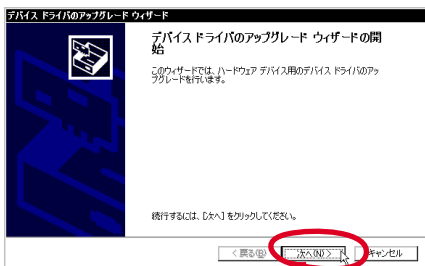 デバイス ドライバのアップグレード ウィザード
デバイス ドライバのアップグレード ウィザードの開
始
このウィザードでは、ハードウェア デバイス用のデバイス ドライバのアッ
プグレードを行います。
続行するには、[次へ] をクリックしてください。
< 戻る(B)
次へ(N) >
キャンセル